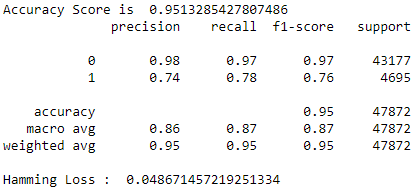 Accuracy Score is 0.9513285427807486
precision recall f1-score support
0 0.98 0.97 0.97 43177
1 0.74 0.78 0.76 4695
accuracy 0.95 47872
macro avg 0.86 0.87 0.87 47872
weighted avg 0.95 0.95 0.95 47872
Hamming Loss : 0.048671457219251334